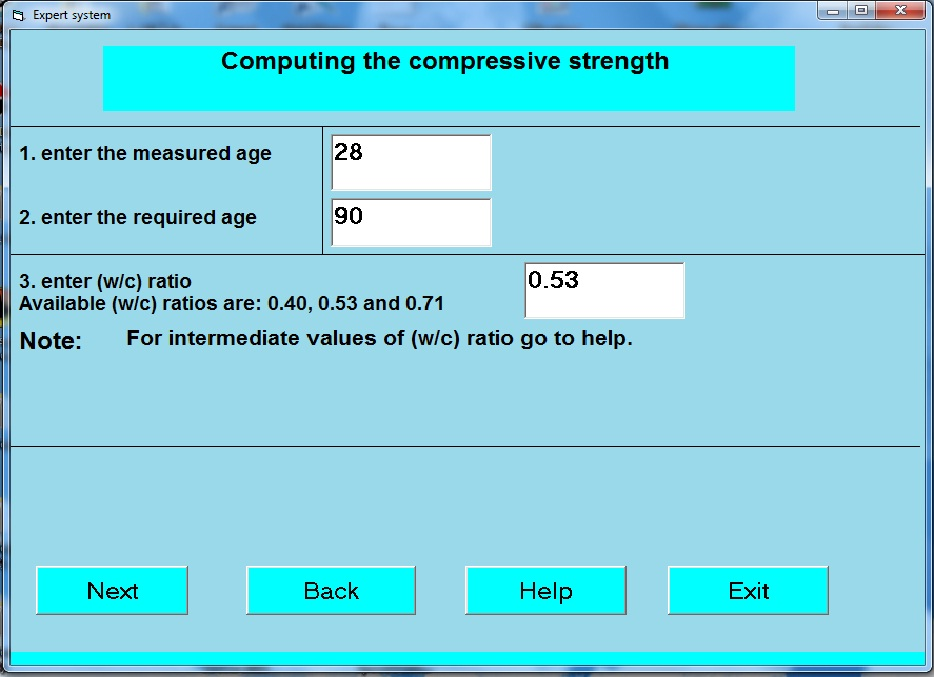 Expert system
Computing the compressive strength
1. enter the measured age
28
2. enter the required age
90
3. enter (w/c) ratio
0.53
Available (w/c) ratios are: 0.40, 0.53 and 0.71
Note: For intermediate values of (w/c) ratio go to help.
Next Back Help Exit